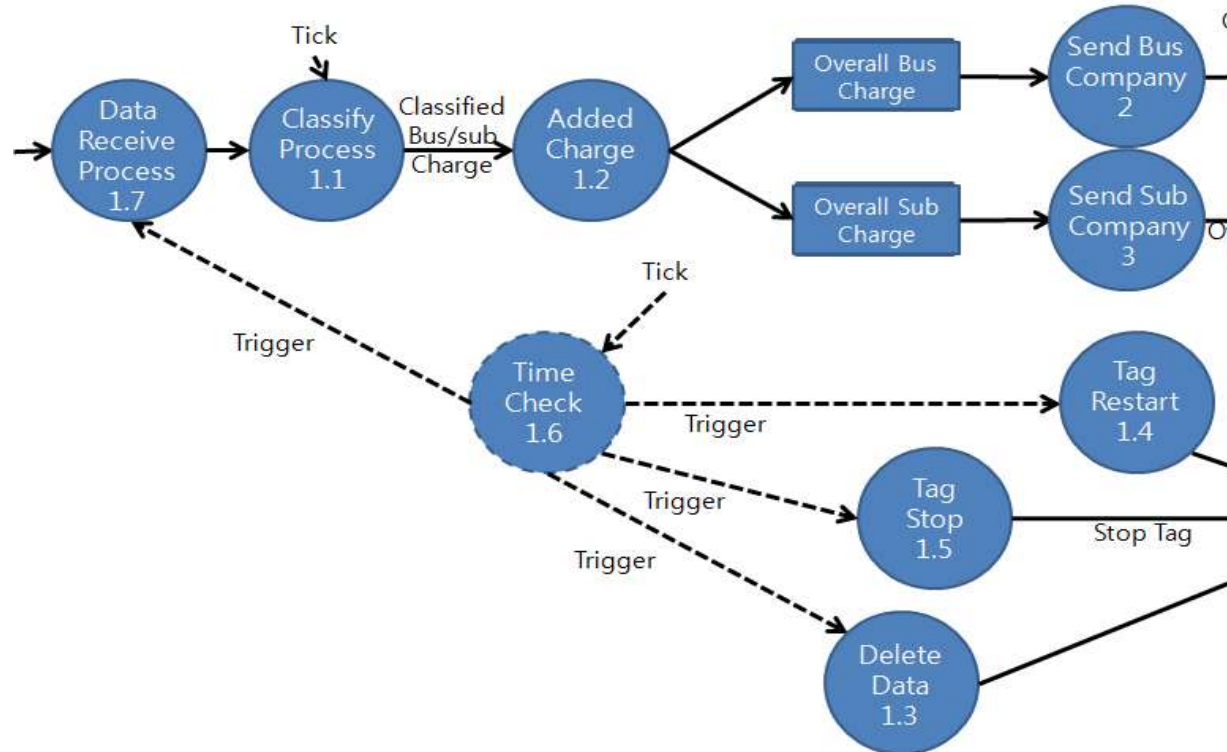 Tick
Data
Receive
Process
1.7
Classify
Process
1.1
Classified
Bus/sub
Charge
Added
Charge
1.2
Overall Bus
Charge
Send Bus
Company
2
Overall Sub
Charge
Send Sub
Company
3
Tick
Trigger
Time
Check
1.6
Trigger
Tag
Restart
1.4
Trigger
Tag
Stop
1.5
Stop Tag
Trigger
Delete
Data
1.3